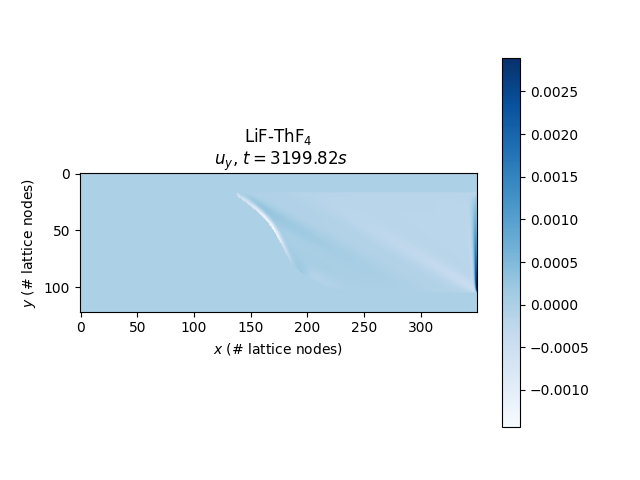 LiF-ThF₄
u_y, t = 3199.82s
0
50
100
y (# lattice nodes)
0 50 100 150 200 250 300
x (# lattice nodes)
0.0025
0.0020
0.0015
0.0010
0.0005
0.0000
−0.0005
−0.0010